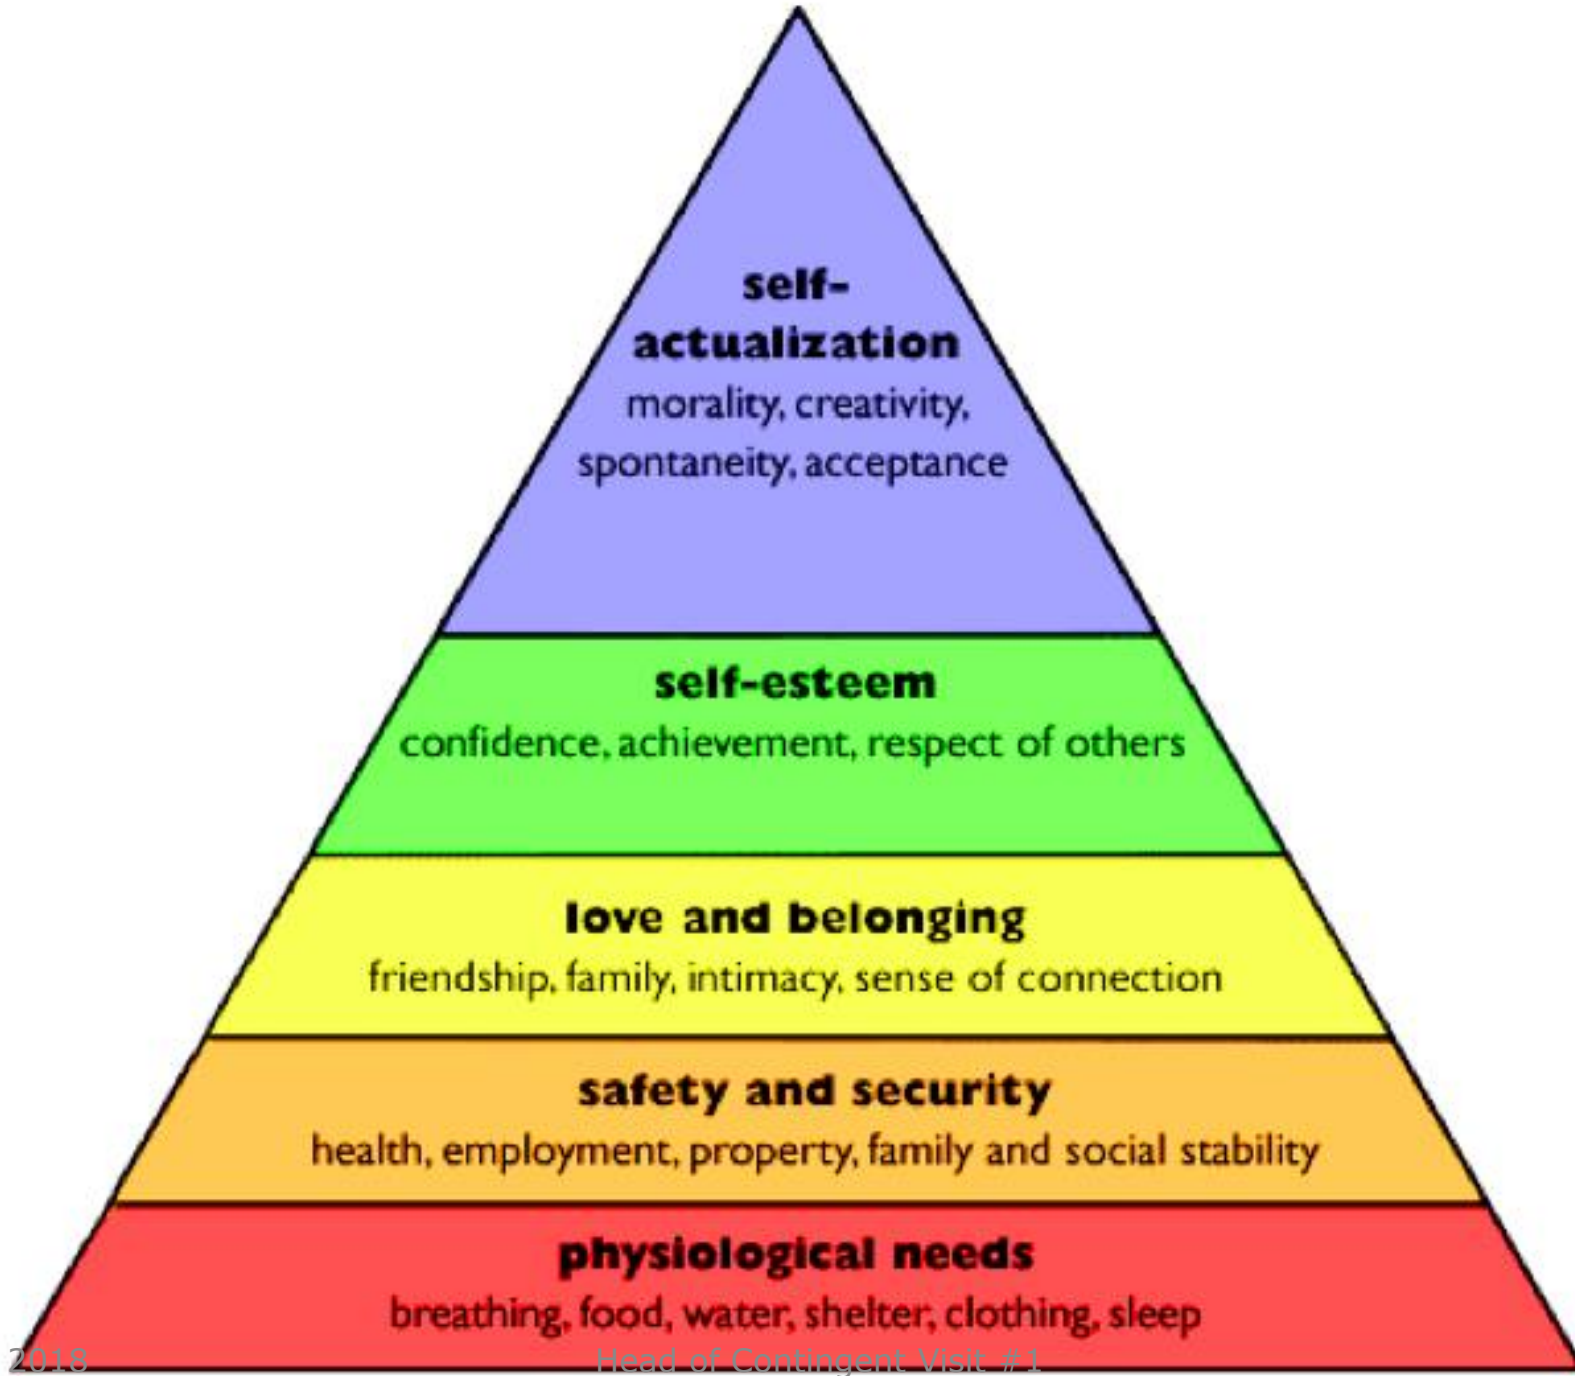 self-
actualization
morality, creativity,
spontaneity, acceptance
self-esteem
confidence, achievement, respect of others
love and belonging
friendship, family, intimacy, sense of connection
safety and security
health, employment, property, family and social stability
physiological needs
breathing, food, water, shelter, clothing, sleep
2018 Head of Contingent Visit #1